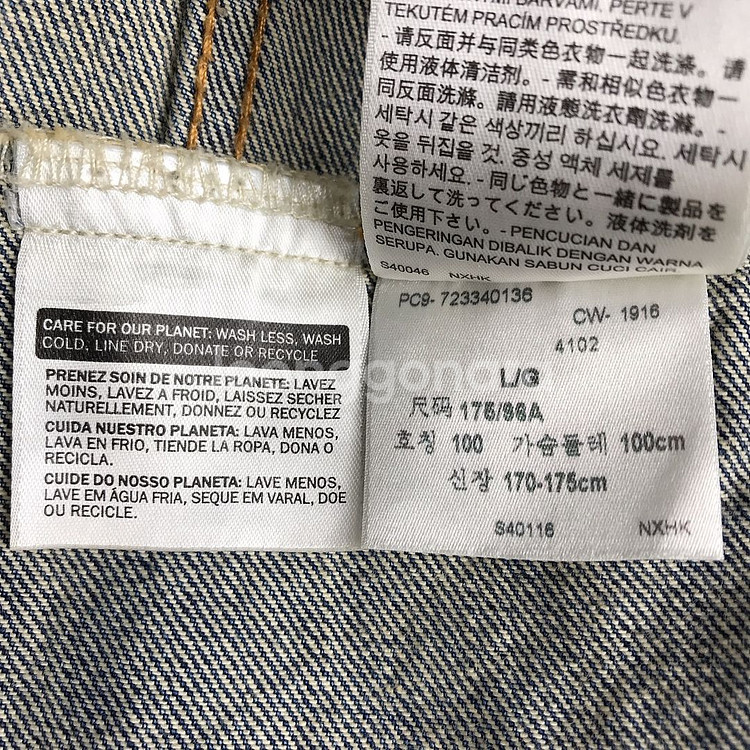 MI BARVAMI. PERTE V
TEKUTÉM PRACÍM PROSTŘEDKU.
- 请反面并与同类色衣物一起洗涤。请
使用液体清洁剂。- 需和相似色衣物一
同反面洗滌。請用液態洗衣劑洗滌。-
세탁시 같은 색상끼리 하십시요. 세탁시
옷을 뒤집을 것. 중성 액체 세제를
사용하세요. - 同じ色物と一緒に製品を
裏返して洗ってください。液体洗剤を
ご使用下さい。- PENCUCIAN DAN
PENGERINGAN DIBALIK DENGAN WARNA
SERUPA. GUNAKAN SABUN CUCI CAIR.
S40046 NXHK
CARE FOR OUR PLANET: WASH LESS, WASH
COLD, LINE DRY, DONATE OR RECYCLE
PRENEZ SOIN DE NOTRE PLANETE: LAVEZ
MOINS, LAVEZ A FROID, LAISSEZ SECHER
NATURELLEMENT, DONNEZ OU RECYCLEZ
CUIDA NUESTRO PLANETA: LAVA MENOS,
LAVA EN FRIO, TIENDE LA ROPA, DONA O
RECICLA.
CUIDE DO NOSSO PLANETA: LAVE MENOS,
LAVE EM ÁGUA FRIA, SEQUE EM VARAL, DOE
OU RECICLE.
PC9- 723340136
CW- 1916
4102
L/G
尺码 175/96A
호칭 100 가슴둘레 100cm
신장 170-175cm
S40116 NXHK